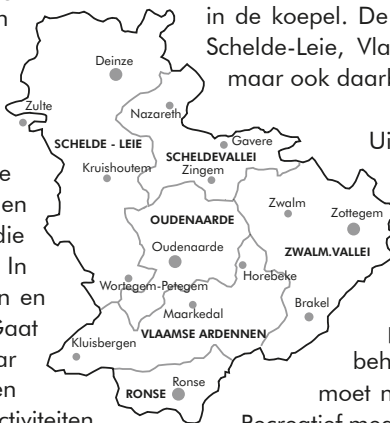 in de koepel. De
Schelde-Leie, Vla
maar ook daar
Ui
Deinze
Zulte
Nazareth
SCHELDE - LEIE
Gavere
SCHELDEVALLEI
Kruishoutem
Zingem
OUDENAARDE
Zwalm
Zottegem
Oudenaarde
ZWALM.VALLEI
Wortegem-Petegem
Horebeke
Maarkedal
Brakel
VLAAMSE ARDENNEN
Kluisbergen
Ronse
RONSE
e
en
die
In
n en
Gaat
ar
en
ctiviteiten
beh
moet n
Recreatief mee